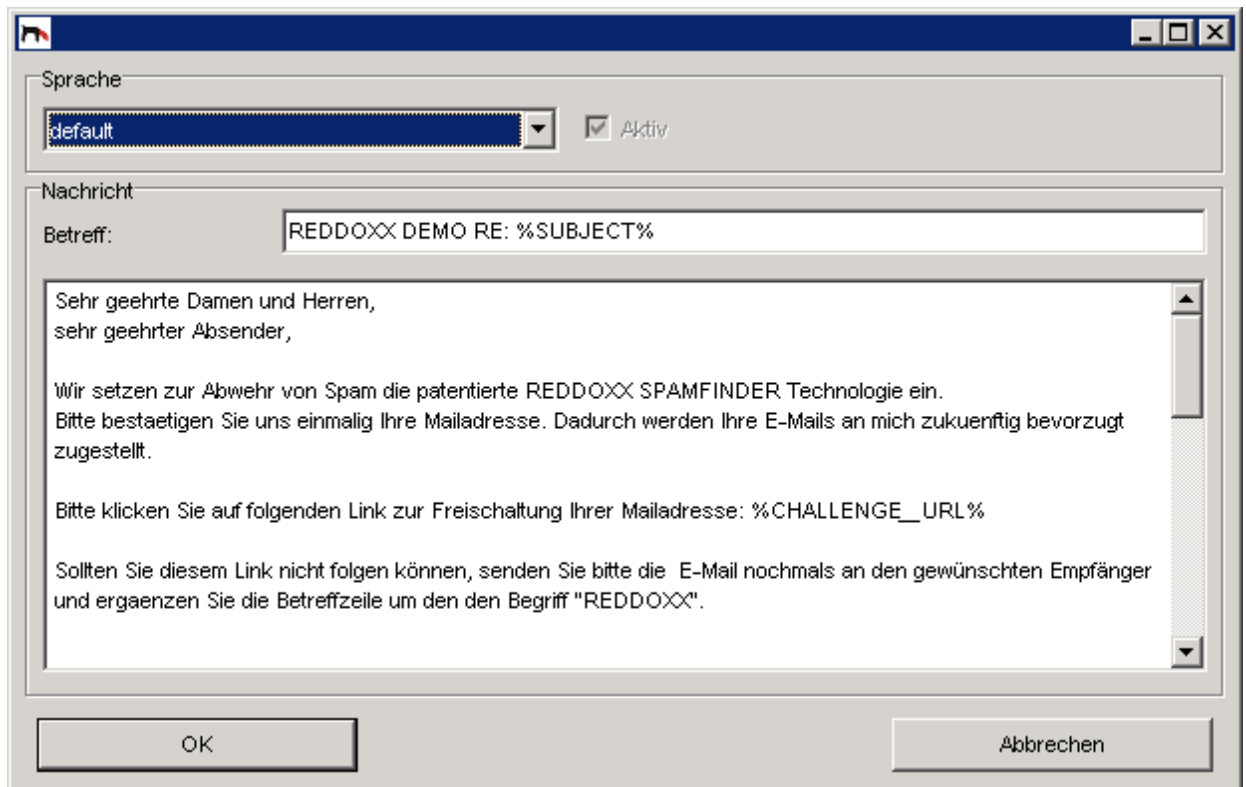 Sprache
default
Aktiv
Nachricht
Betreff:
REDDOXX DEMO RE: %SUBJECT%
Sehr geehrte Damen und Herren,
sehr geehrter Absender,
Wir setzen zur Abwehr von Spam die patentierte REDDOXX SPAMFINDER Technologie ein.
Bitte bestaetigen Sie uns einmalig Ihre Mailadresse. Dadurch werden Ihre E-Mails an mich zukuenftig bevorzugt
zugestellt.
Bitte klicken Sie auf folgenden Link zur Freischaltung Ihrer Mailadresse: %CHALLENGE_URL%
Sollten Sie diesem Link nicht folgen können, senden Sie bitte die  E-Mail nochmals an den gewünschten Empfänger
und ergaenzen Sie die Betreffzeile um den den Begriff "REDDOXX".
OK
Abbrechen